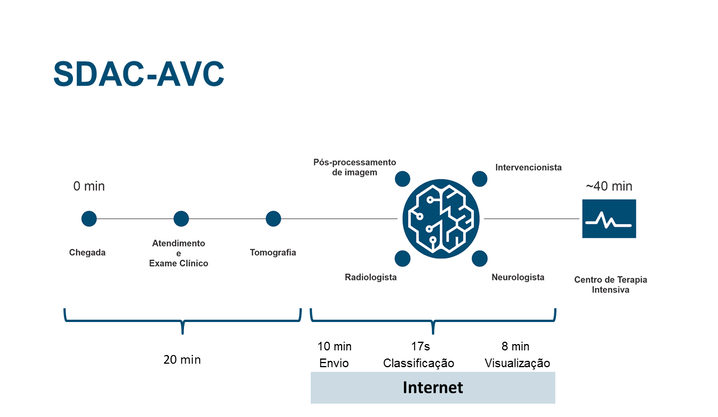 SDAC-AVC
Pós-processamento
de imagem
Intervencionista
0 min
~40 min
Chegada
Atendimento
e
Exame Clínico
Tomografia
Radiologista
Neurologista
Centro de Terapia
Intensiva
20 min
10 min
Envio
17s
Classificação
8 min
Visualização
Internet